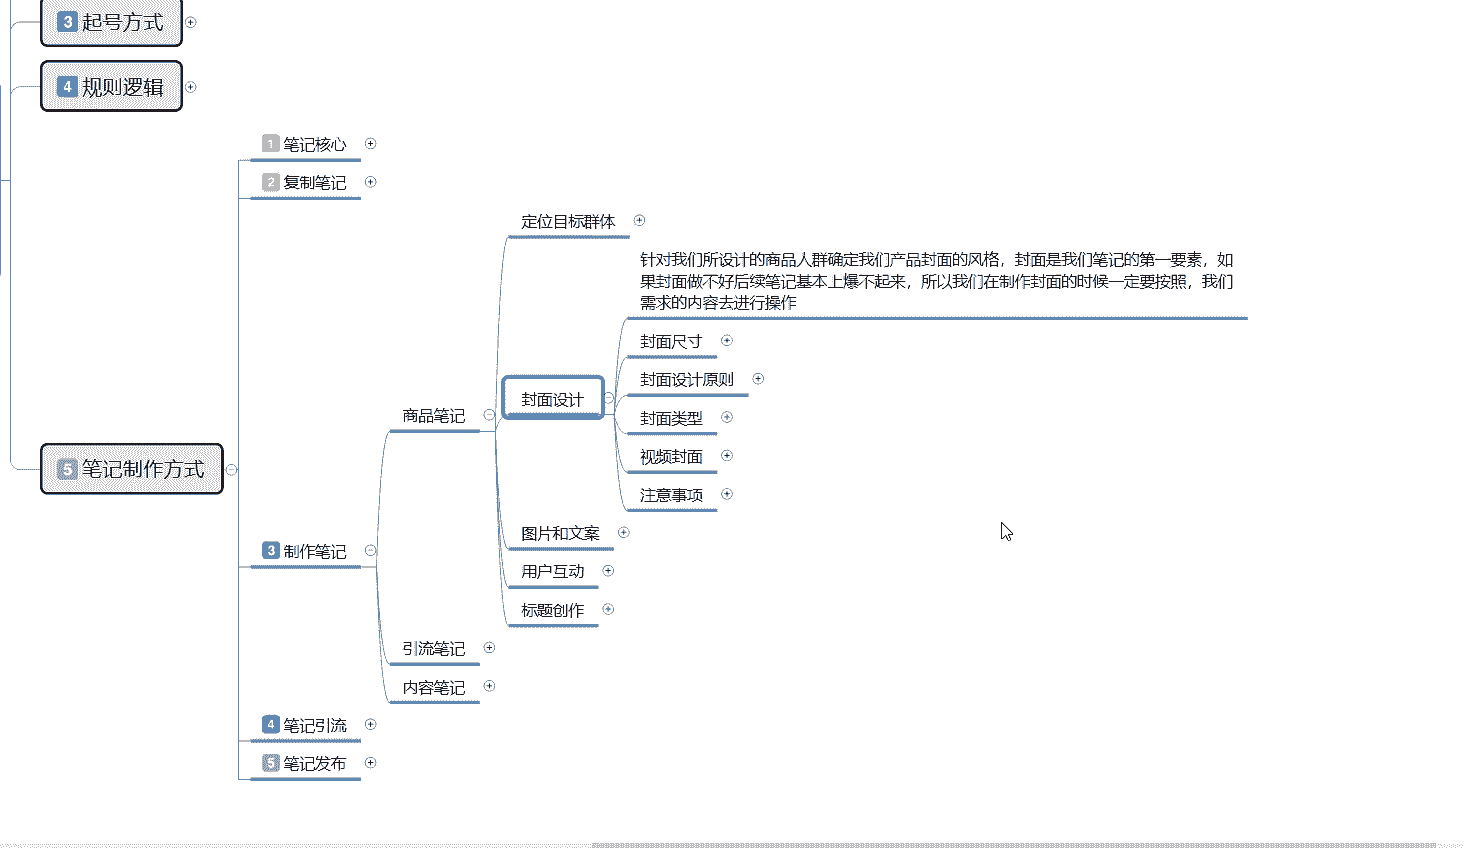 3 起号方式
4 规则逻辑
1 笔记核心
2 复制笔记
定位目标群体
针对我们所设计的商品人群确定我们产品封面的风格，封面是我们笔记的第一要素，如
果封面做不好后续笔记基本上爆不起来，所以我们在制作封面的时候一定要按照，我们
需求的内容去进行操作
封面尺寸
封面设计原则
封面设计
商品笔记
封面类型
视频封面
5 笔记制作方式
注意事项
图片和文案
3 制作笔记
用户互动
标题创作
引流笔记
内容笔记
4 笔记引流
5 笔记发布